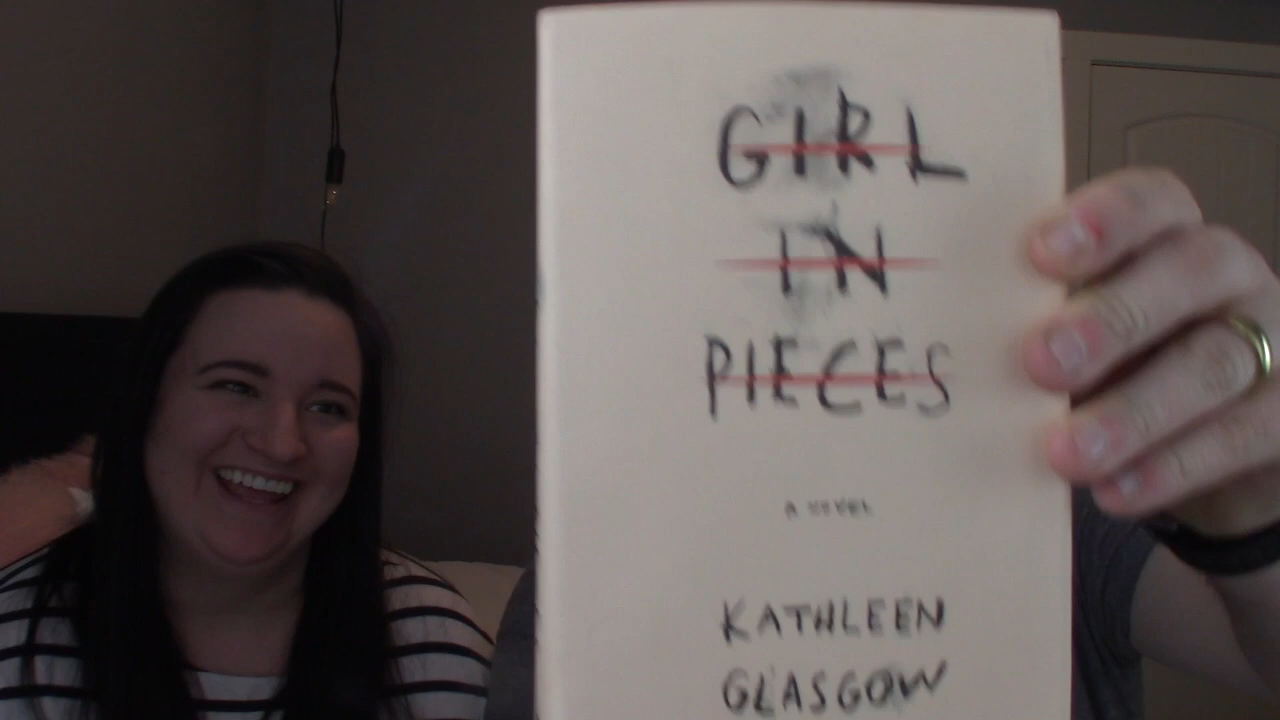 GIRL
IN
PIECES
A NOVEL
KATHLEEN
GLASGOW